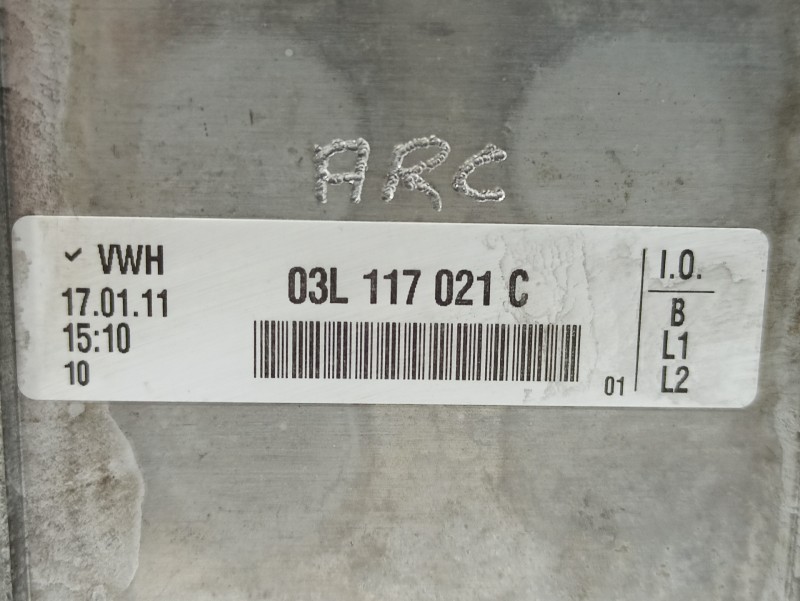 ARC
✓ VWH
17.01.11
15:10
10
03L 117 021 C
01
I.O.
B
L1
L2